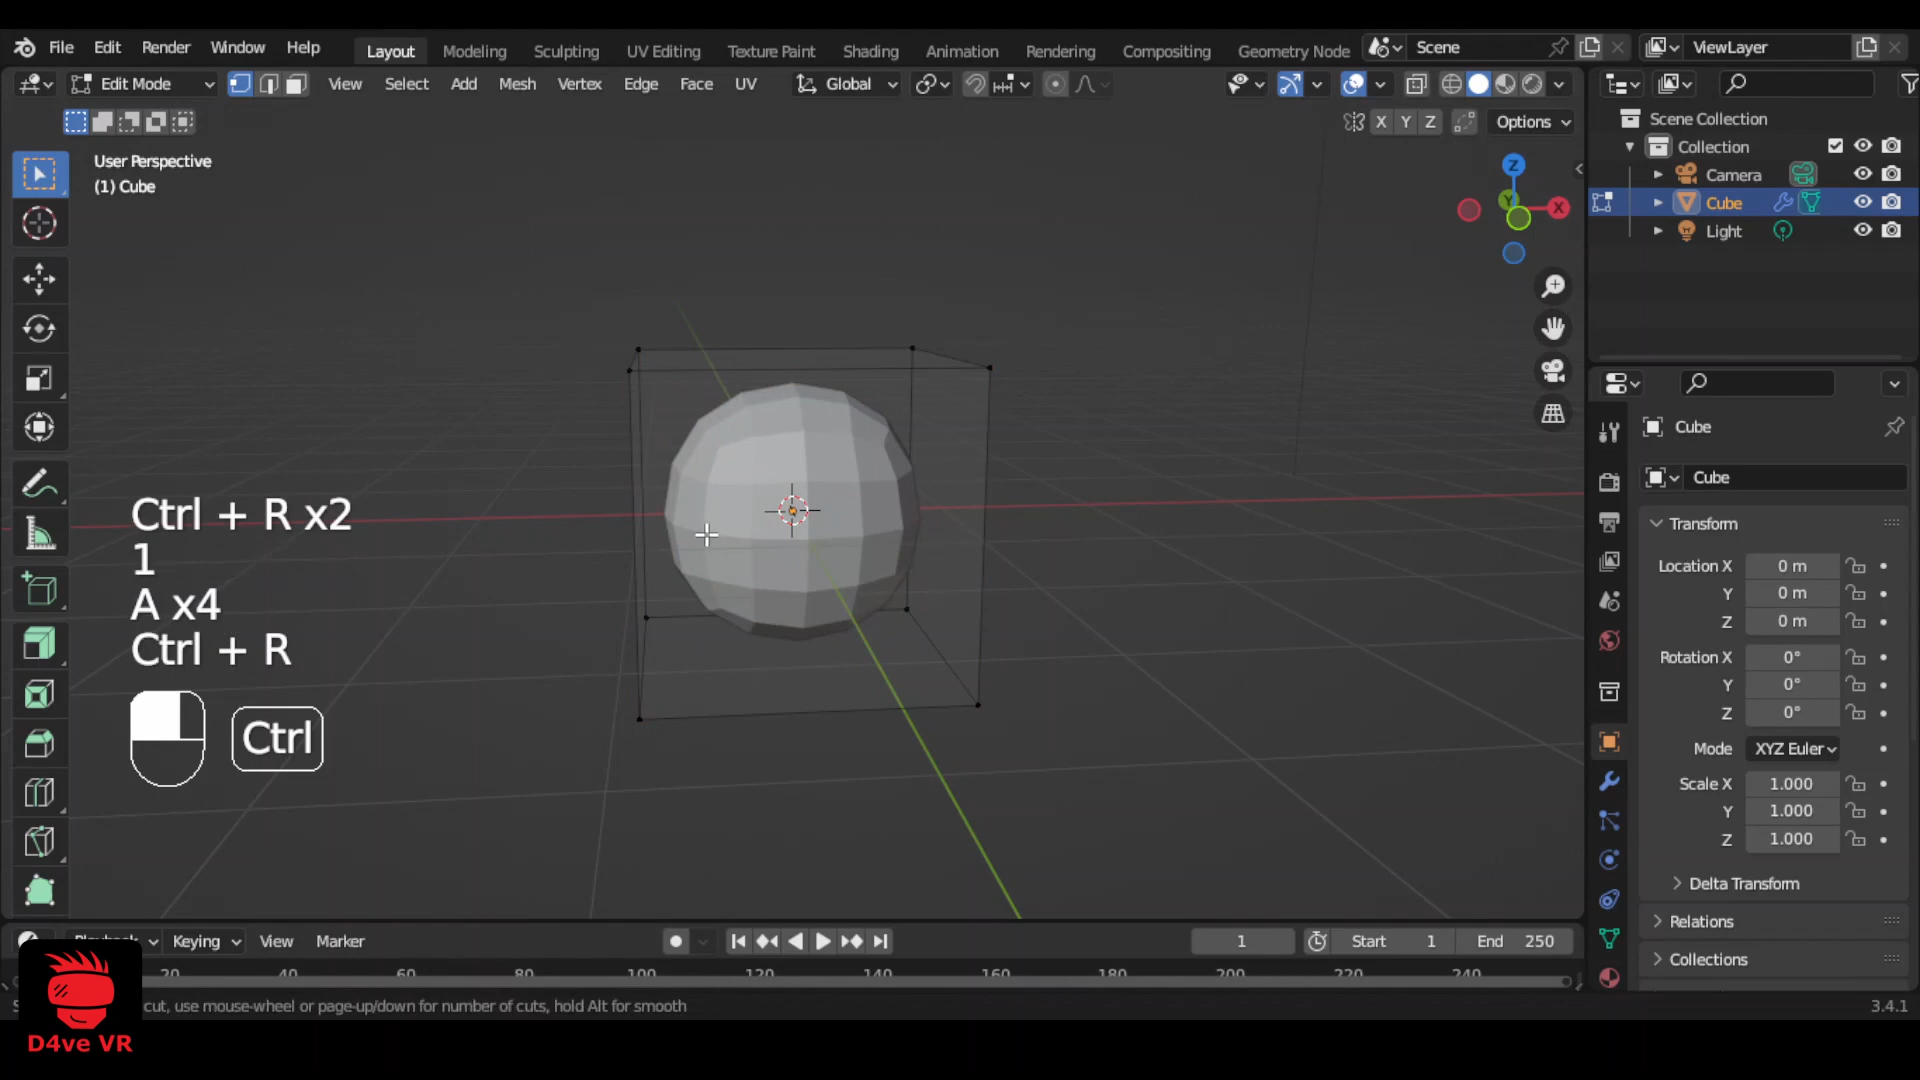 File Edit Render Window Help Layout Modeling Sculpting UV Editing Texture Paint Shading Animation Rendering Compositing Geometry Node Scene ViewLayer
Edit Mode View Select Add Mesh Vertex Edge Face UV Global
X Y Z Options
User Perspective
(1) Cube
Z
Y
X
Scene Collection
Collection
Camera
Cube
Light
Cube
Cube
Transform
Location X 0 m
Y 0 m
Z 0 m
Rotation X 0°
Y 0°
Z 0°
Mode XYZ Euler
Scale X 1.000
Y 1.000
Z 1.000
Delta Transform
Relations
Collections
Ctrl + R x2
1
A x4
Ctrl + R
Ctrl
Keying View Marker 1 Start 1 End 250
20 40 60 80 100 120 140 160 180 200 220 240
cut, use mouse-wheel or page-up/down for number of cuts, hold Alt for smooth
3.4.1
D4ve VR